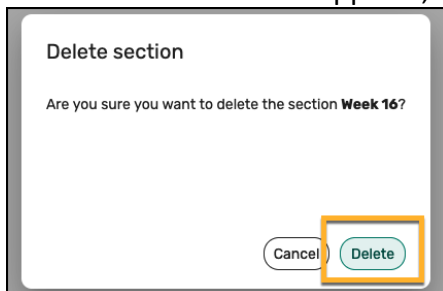 Delete section
Are you sure you want to delete the section Week 16?
Cancel
Delete